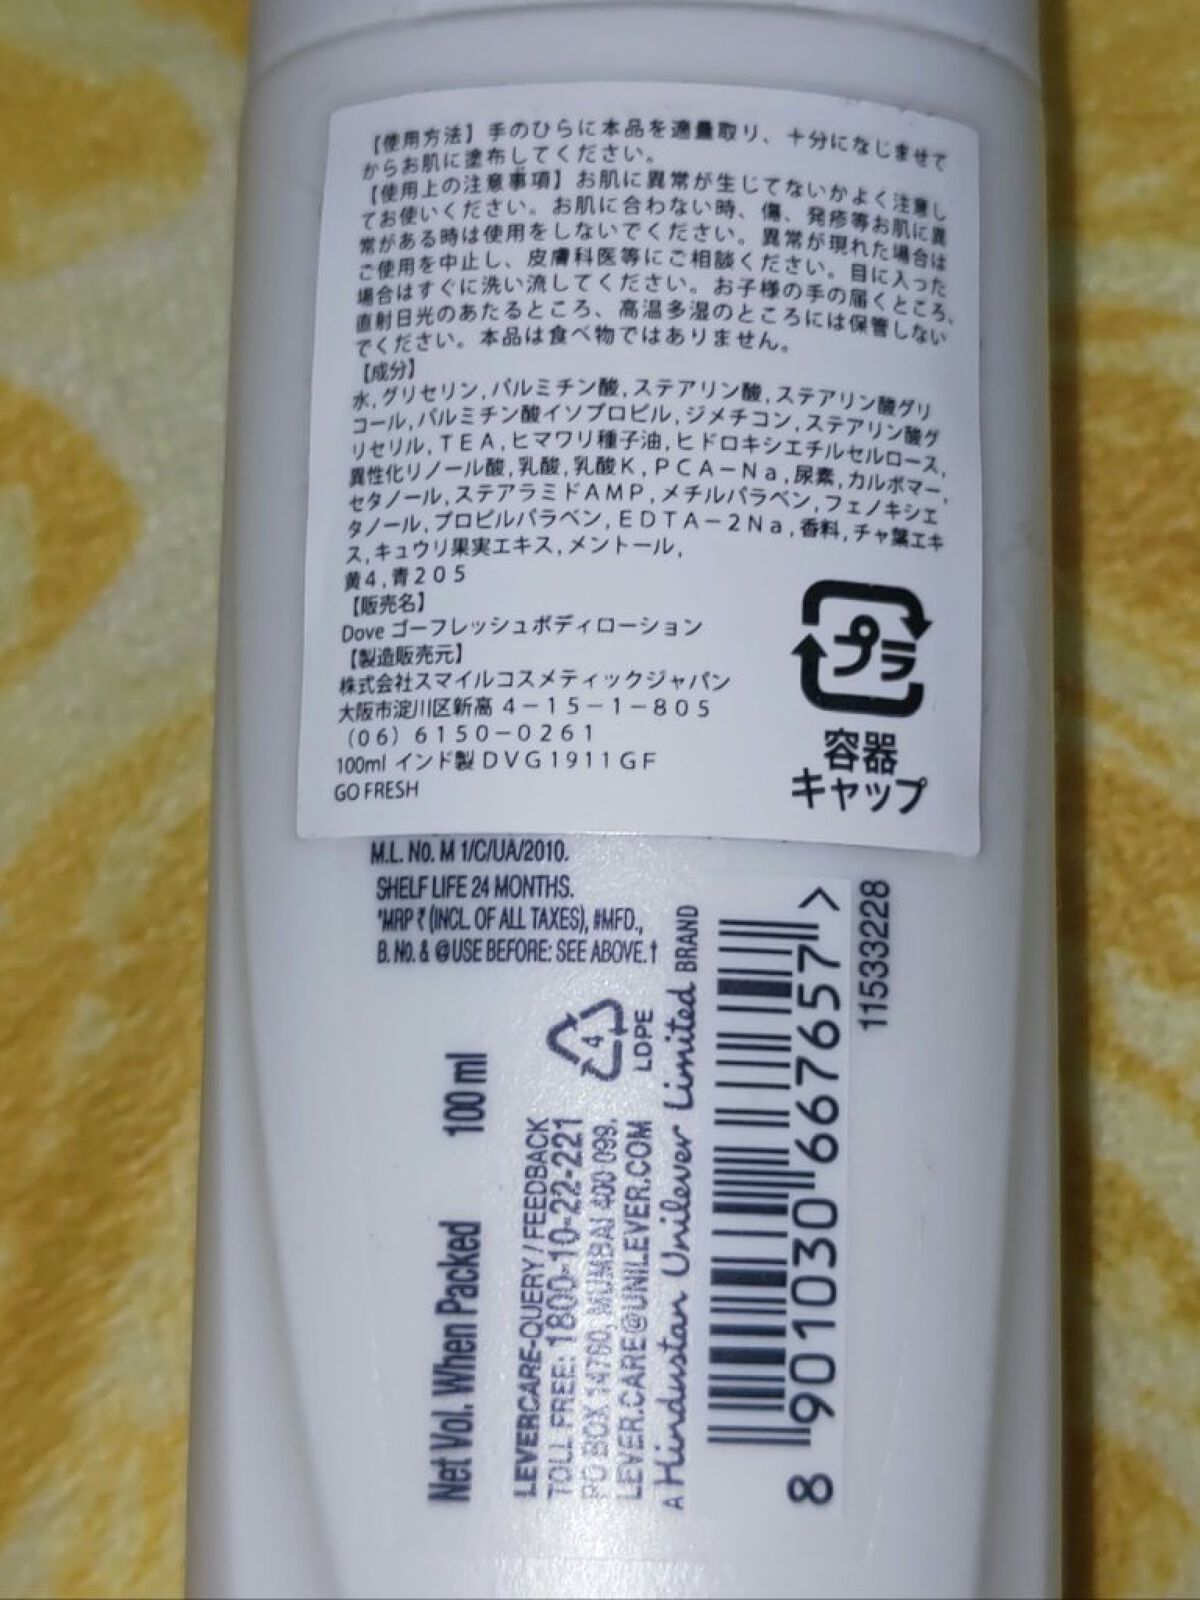 【使用方法】手のひらに本品を適量取り、十分になじませて
からお肌に塗布してください。
【使用上の注意事項】お肌に異常が生じてないかよく注意し
てお使いください。お肌に合わない時、傷、発疹等お肌に異
常がある時は使用をしないでください。異常が現れた場合は
ご使用を中止し、皮膚科医等にご相談ください。目に入った
場合はすぐに洗い流してください。お子様の手の届くところ、
直射日光のあたるところ、高温多湿のところには保管しない
でください。本品は食べ物ではありません。
【成分】
水,グリセリン,パルミチン酸,ステアリン酸,ステアリン酸グリ
コール,パルミチン酸イソプロピル,ジメチコン,ステアリン酸グ
リセリル,TEA,ヒマワリ種子油,ヒドロキシエチルセルロース,
異性化リノール酸,乳酸,乳酸K,PCA－Na,尿素,カルボマー,
セタノール,ステアラミドAMP,メチルパラベン,フェノキシエ
タノール,プロピルパラベン,EDTA－2Na,香料,チャ葉エキ
ス,キュウリ果実エキス,メントール,
黄4,青205
【販売名】
Dove ゴーフレッシュボディローション
【製造販売元】
株式会社スマイルコスメティックジャパン
大阪市淀川区新高 4－15－1－805
(06) 6150－0261
100ml インド製 DVG1911GF
GO FRESH
プラ
容器
キャップ
M.L. No. M 1/C/UA/2010.
SHELF LIFE 24 MONTHS.
*MRP ₹ (INCL. OF ALL TAXES), #MFD.,
B. No. & @USE BEFORE: SEE ABOVE.†
Net Vol. When Packed 100 ml
LEVERCARE-QUERY / FEEDBACK
TOLL FREE: 1800-10-22-221
PO BOX 14760, MUMBAI 400 099.
LEVER.CARE@UNILEVER.COM
4
LDPE
A Hindustan Unilever Limited BRAND
8 901030 667657 >
11533228